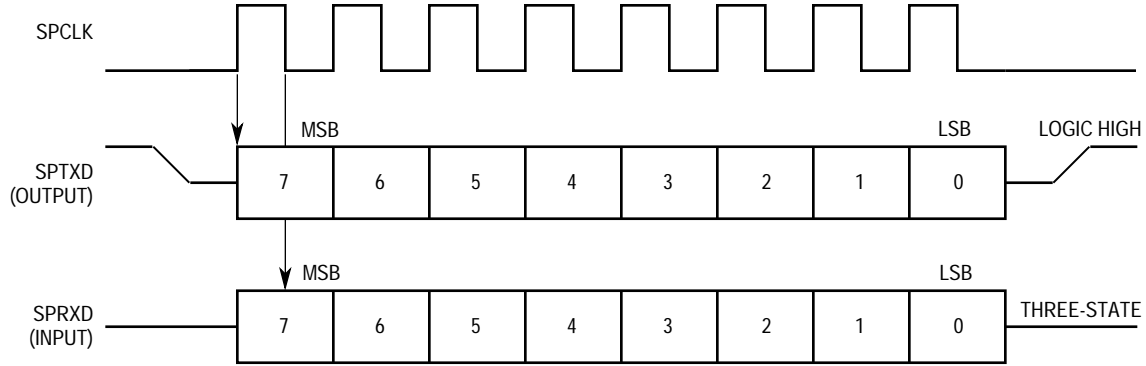 SPCLK
MSB
LSB
LOGIC HIGH
SPTXD
(OUTPUT)
7 6 5 4 3 2 1 0
MSB
LSB
SPRXD
(INPUT)
7 6 5 4 3 2 1 0
THREE-STATE